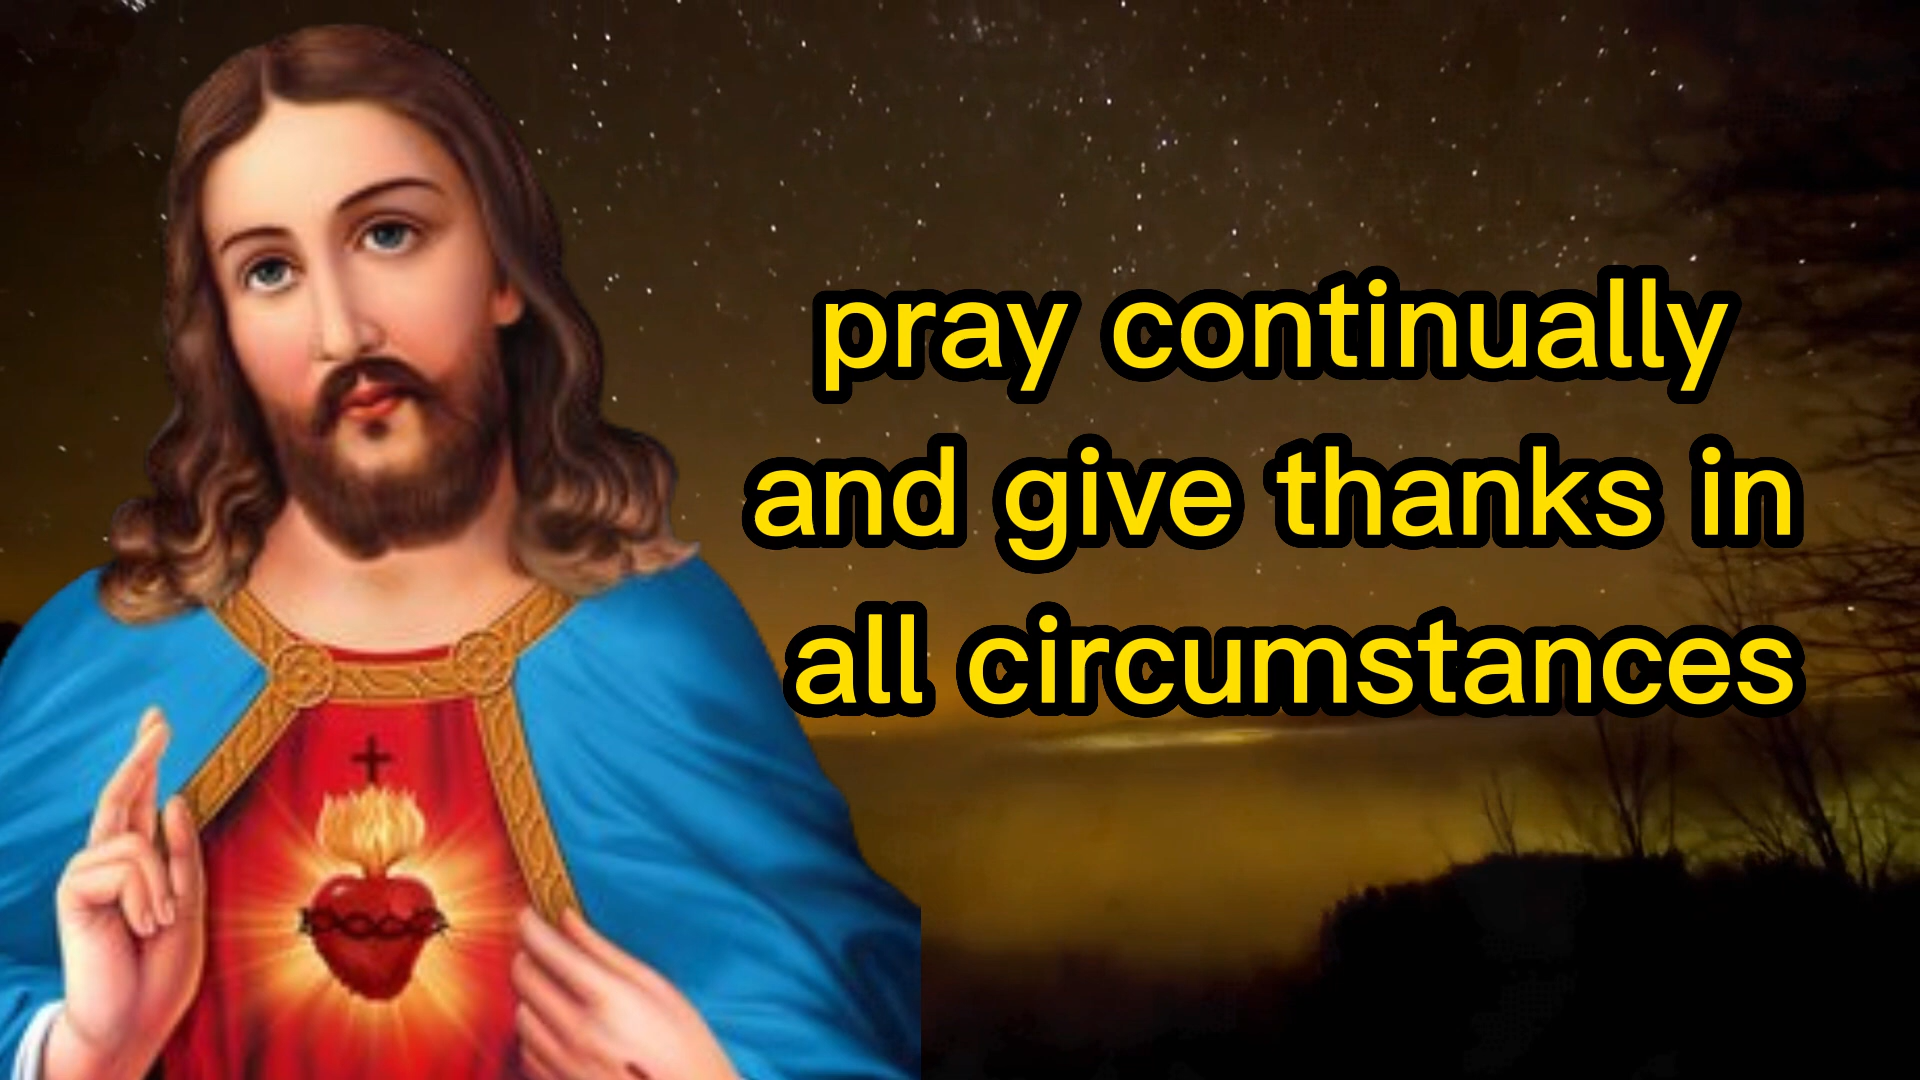 pray continually
and give thanks in
all circumstances